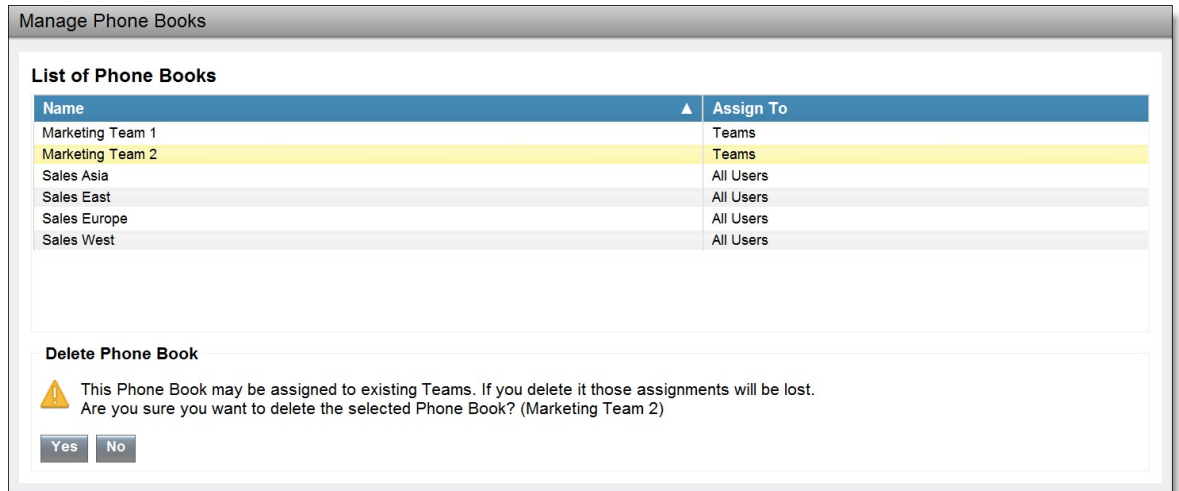 Manage Phone Books
List of Phone Books
Name Assign To
Marketing Team 1 Teams
Marketing Team 2 Teams
Sales Asia All Users
Sales East All Users
Sales Europe All Users
Sales West All Users
Delete Phone Book
This Phone Book may be assigned to existing Teams. If you delete it those assignments will be lost.
Are you sure you want to delete the selected Phone Book? (Marketing Team 2)
Yes No